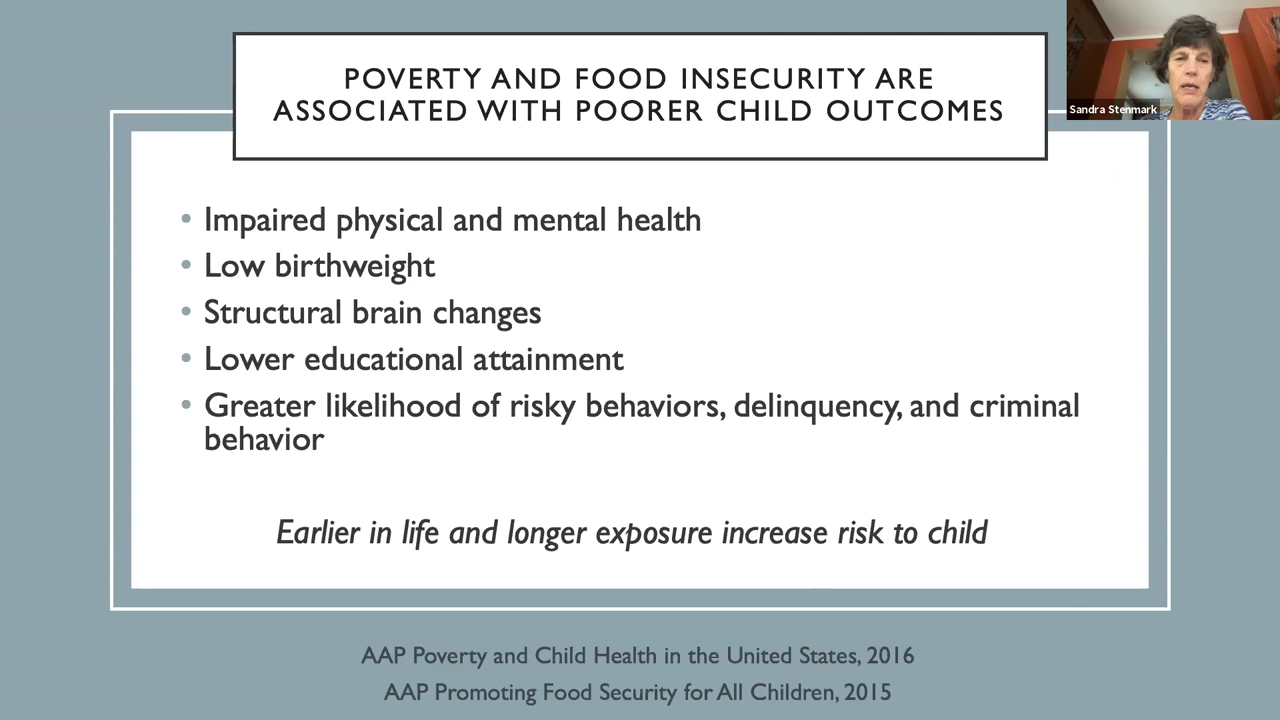 POVERTY AND FOOD INSECURITY ARE
ASSOCIATED WITH POORER CHILD OUTCOMES
Sandra Stenmark
• Impaired physical and mental health
• Low birthweight
• Structural brain changes
• Lower educational attainment
• Greater likelihood of risky behaviors, delinquency, and criminal
behavior
Earlier in life and longer exposure increase risk to child
AAP Poverty and Child Health in the United States, 2016
AAP Promoting Food Security for All Children, 2015